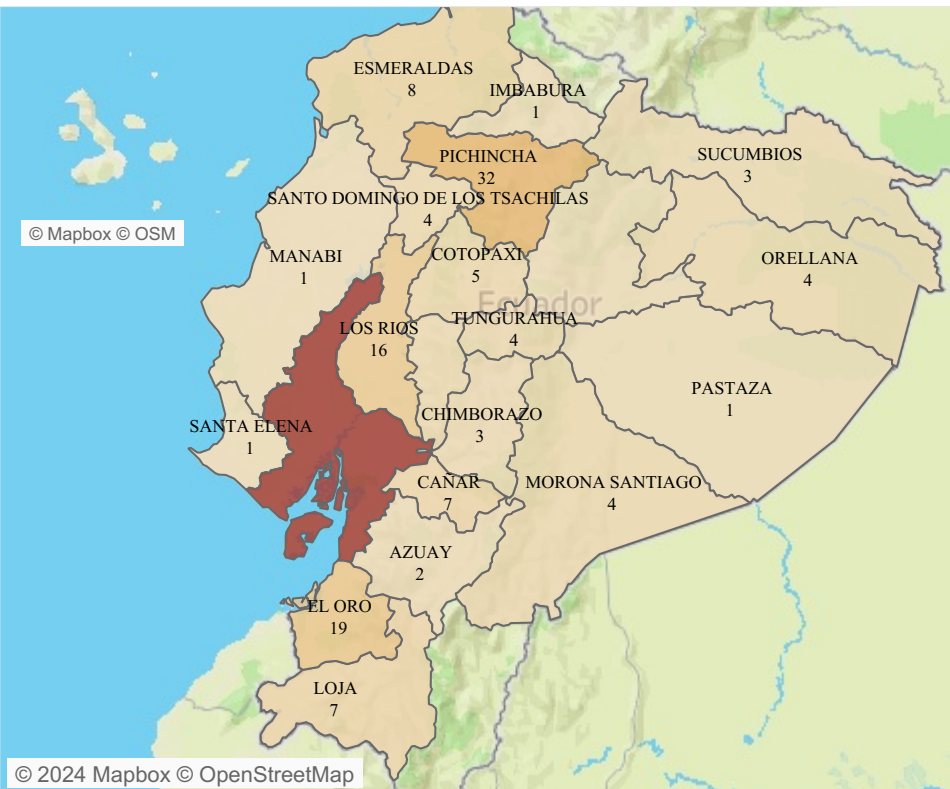 ESMERALDAS
8
IMBABURA
1
PICHINCHA
32
SUCUMBIOS
3
SANTO DOMINGO DE LOS TSACHILAS
4
© Mapbox © OSM
MANABI
1
COTOPAXI
5
ORELLANA
4
Ecuador
TUNGURAHUA
4
LOS RIOS
16
PASTAZA
1
CHIMBORAZO
3
SANTA ELENA
1
CAÑAR
7
MORONA SANTIAGO
4
AZUAY
2
EL ORO
19
LOJA
7
© 2024 Mapbox © OpenStreetMap